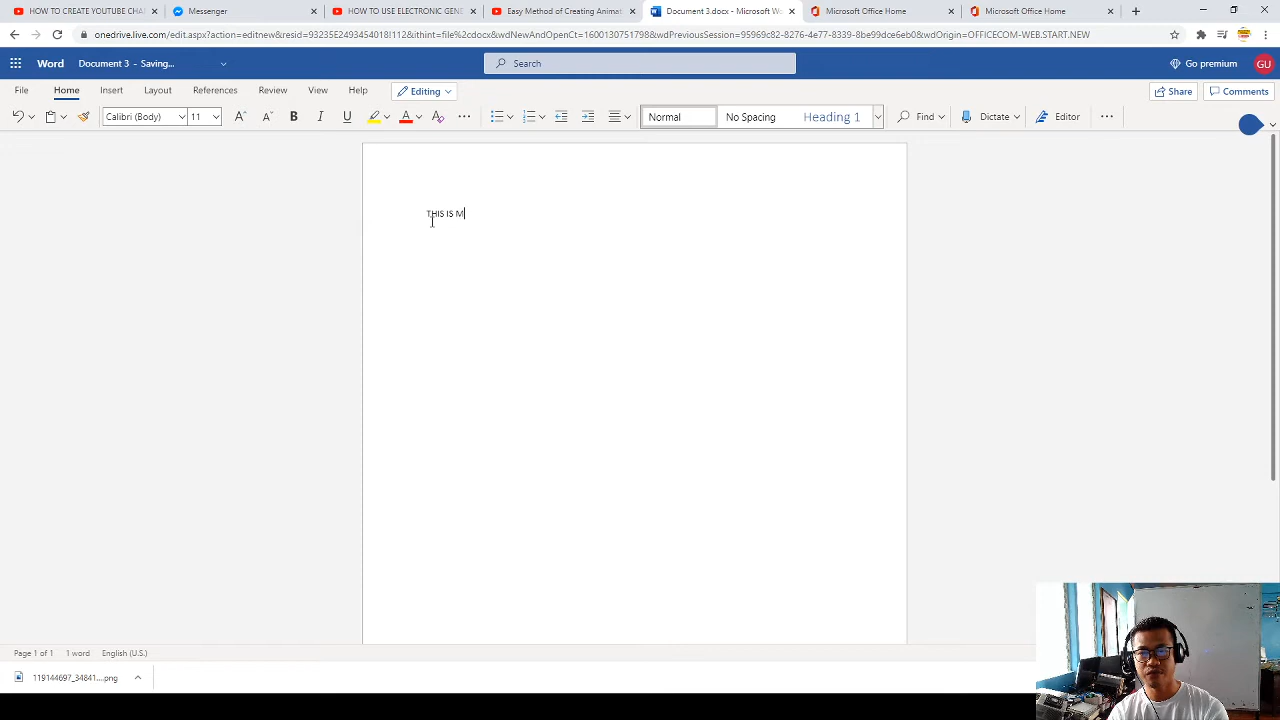 HOW TO CREATE YOUTUBE CHA
Messenger
HOW TO USE ELECTRONIC GENE
Easy Method of Creating Animat
Document 3.docx - Microsoft Wo
Microsoft Office Home
Microsoft Office Home
onedrive.live.com/edit.aspx?action=editnew&resid=93235E2493454018!112&ithint=file%2cdocx&wdNewAndOpenCt=1600130751798&wdPreviousSession=95969c82-8276-4e77-8339-8be99dce6eb0&wdOrigin=OFFICECOM-WEB.START.NEW
Word
Document 3 - Saving...
Search
Go premium
GU
File
Home
Insert
Layout
References
Review
View
Help
Editing
Share
Comments
Calibri (Body)
11
Normal
No Spacing
Heading 1
Find
Dictate
Editor
THIS IS M
Page 1 of 1
1 word
English (U.S.)
119144697_34841....png